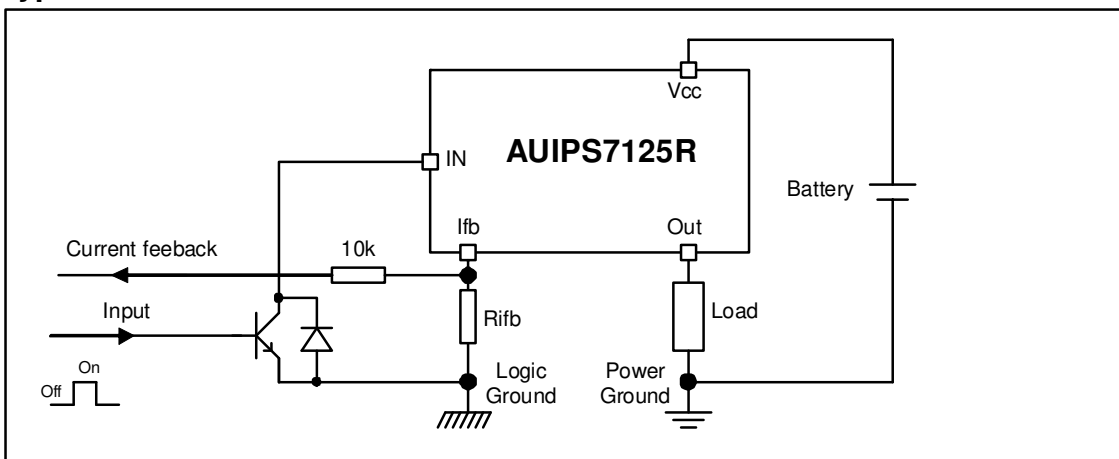 Vcc
AUIPS7125R
IN
Battery
Ifb
Out
Current feeback
10k
Input
Rifb
Load
On
Off
Logic
Ground
Power
Ground